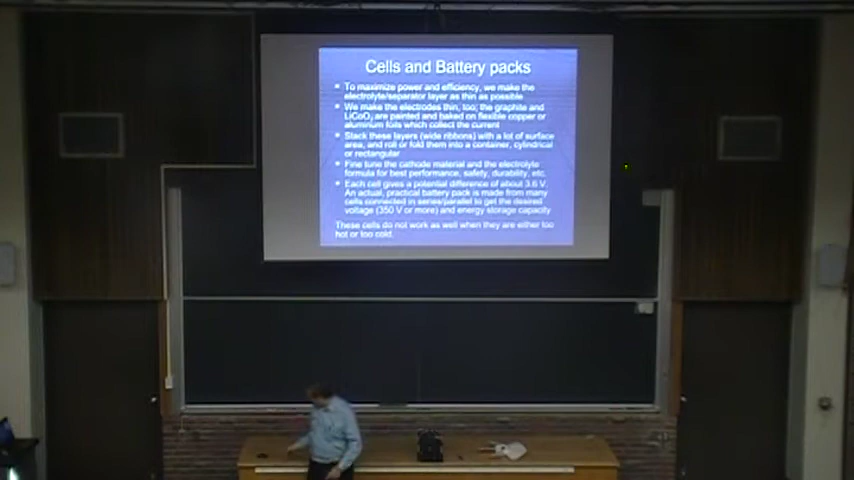 Cells and Battery packs
To maximize power and efficiency, we make the
electrolyte/separator layer as thin as possible
We make the electrodes thin, too; the graphite and
LiCoO2 are painted and baked on flexible copper or
aluminum foils which collect the current
Stack these layers (wide ribbons) with a lot of surface
area, and roll or fold them into a container, cylindrical
or rectangular
Fine tune the cathode material and the electrolyte
formula for best performance, safety, durability, etc.
Each cell gives a potential difference of about 3.6 V.
An actual, practical battery pack is made from many
cells connected in series/parallel to get the desired
voltage (350 V or more) and energy storage capacity
These cells do not work as well when they are either too
hot or too cold.